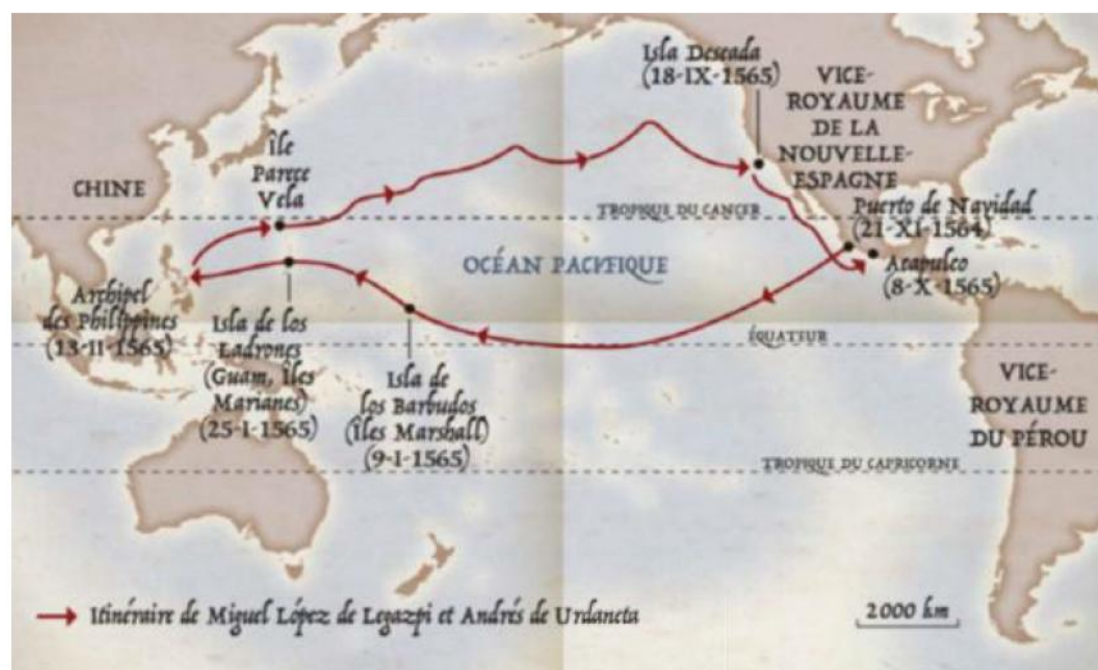 Isla Deseada
(18-IX-1565)
VICE-
ROYAUME
DE LA
NOUVELLE-
ESPAGNE
Île
Parece
Vela
CHINE
TROPIQUE DU CANCER
Puerto de Navidad
(21-XI-1564)
OCÉAN PACIFIQUE
Acapulco
(8-X-1565)
Archipel
des Philippines
(13-II-1565)
Isla de los
Ladrones
(Guam, Îles
Marianes)
(25-I-1565)
ÉQUATEUR
Isla de
los Barbudos
(Îles Marshall)
(9-I-1565)
VICE-
ROYAUME
DU PÉROU
TROPIQUE DU CAPRICORNE
Itinéraire de Miguel López de Legazpi et Andrés de Urdaneta
2000 km